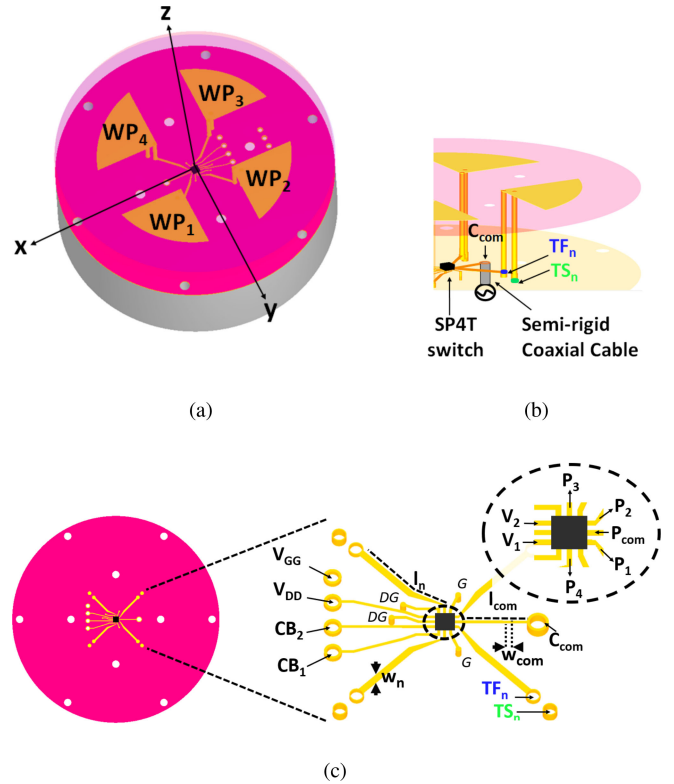 z
WP3
WP4
WP2
WP1
x
y
(a)
Ccom
TFn
TSn
SP4T
switch
Semi-rigid
Coaxial Cable
(b)
P3
V2
P2
Pcom
V1
P1
P4
VGG
VDD
CB2
CB1
ln
DG
DG
G
G
lcom
Ccom
wcom
wn
TFn
TSn
(c)